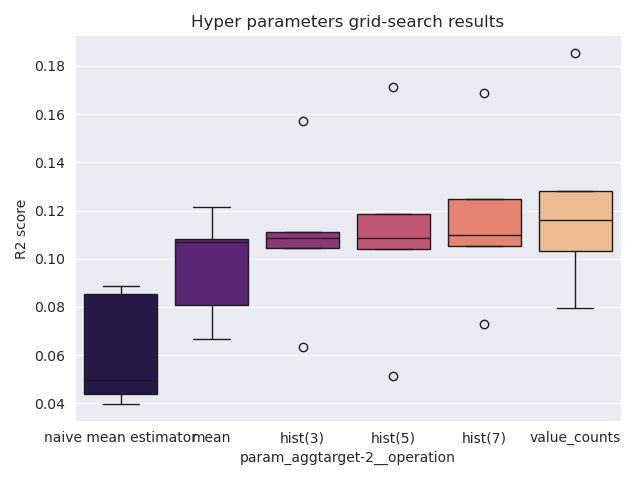 Hyper parameters grid-search results
R2 score
0.18
0.16
0.14
0.12
0.10
0.08
0.06
0.04
naive mean estimator mean hist(3) hist(5) hist(7) value_counts
param_aggtarget-2__operation